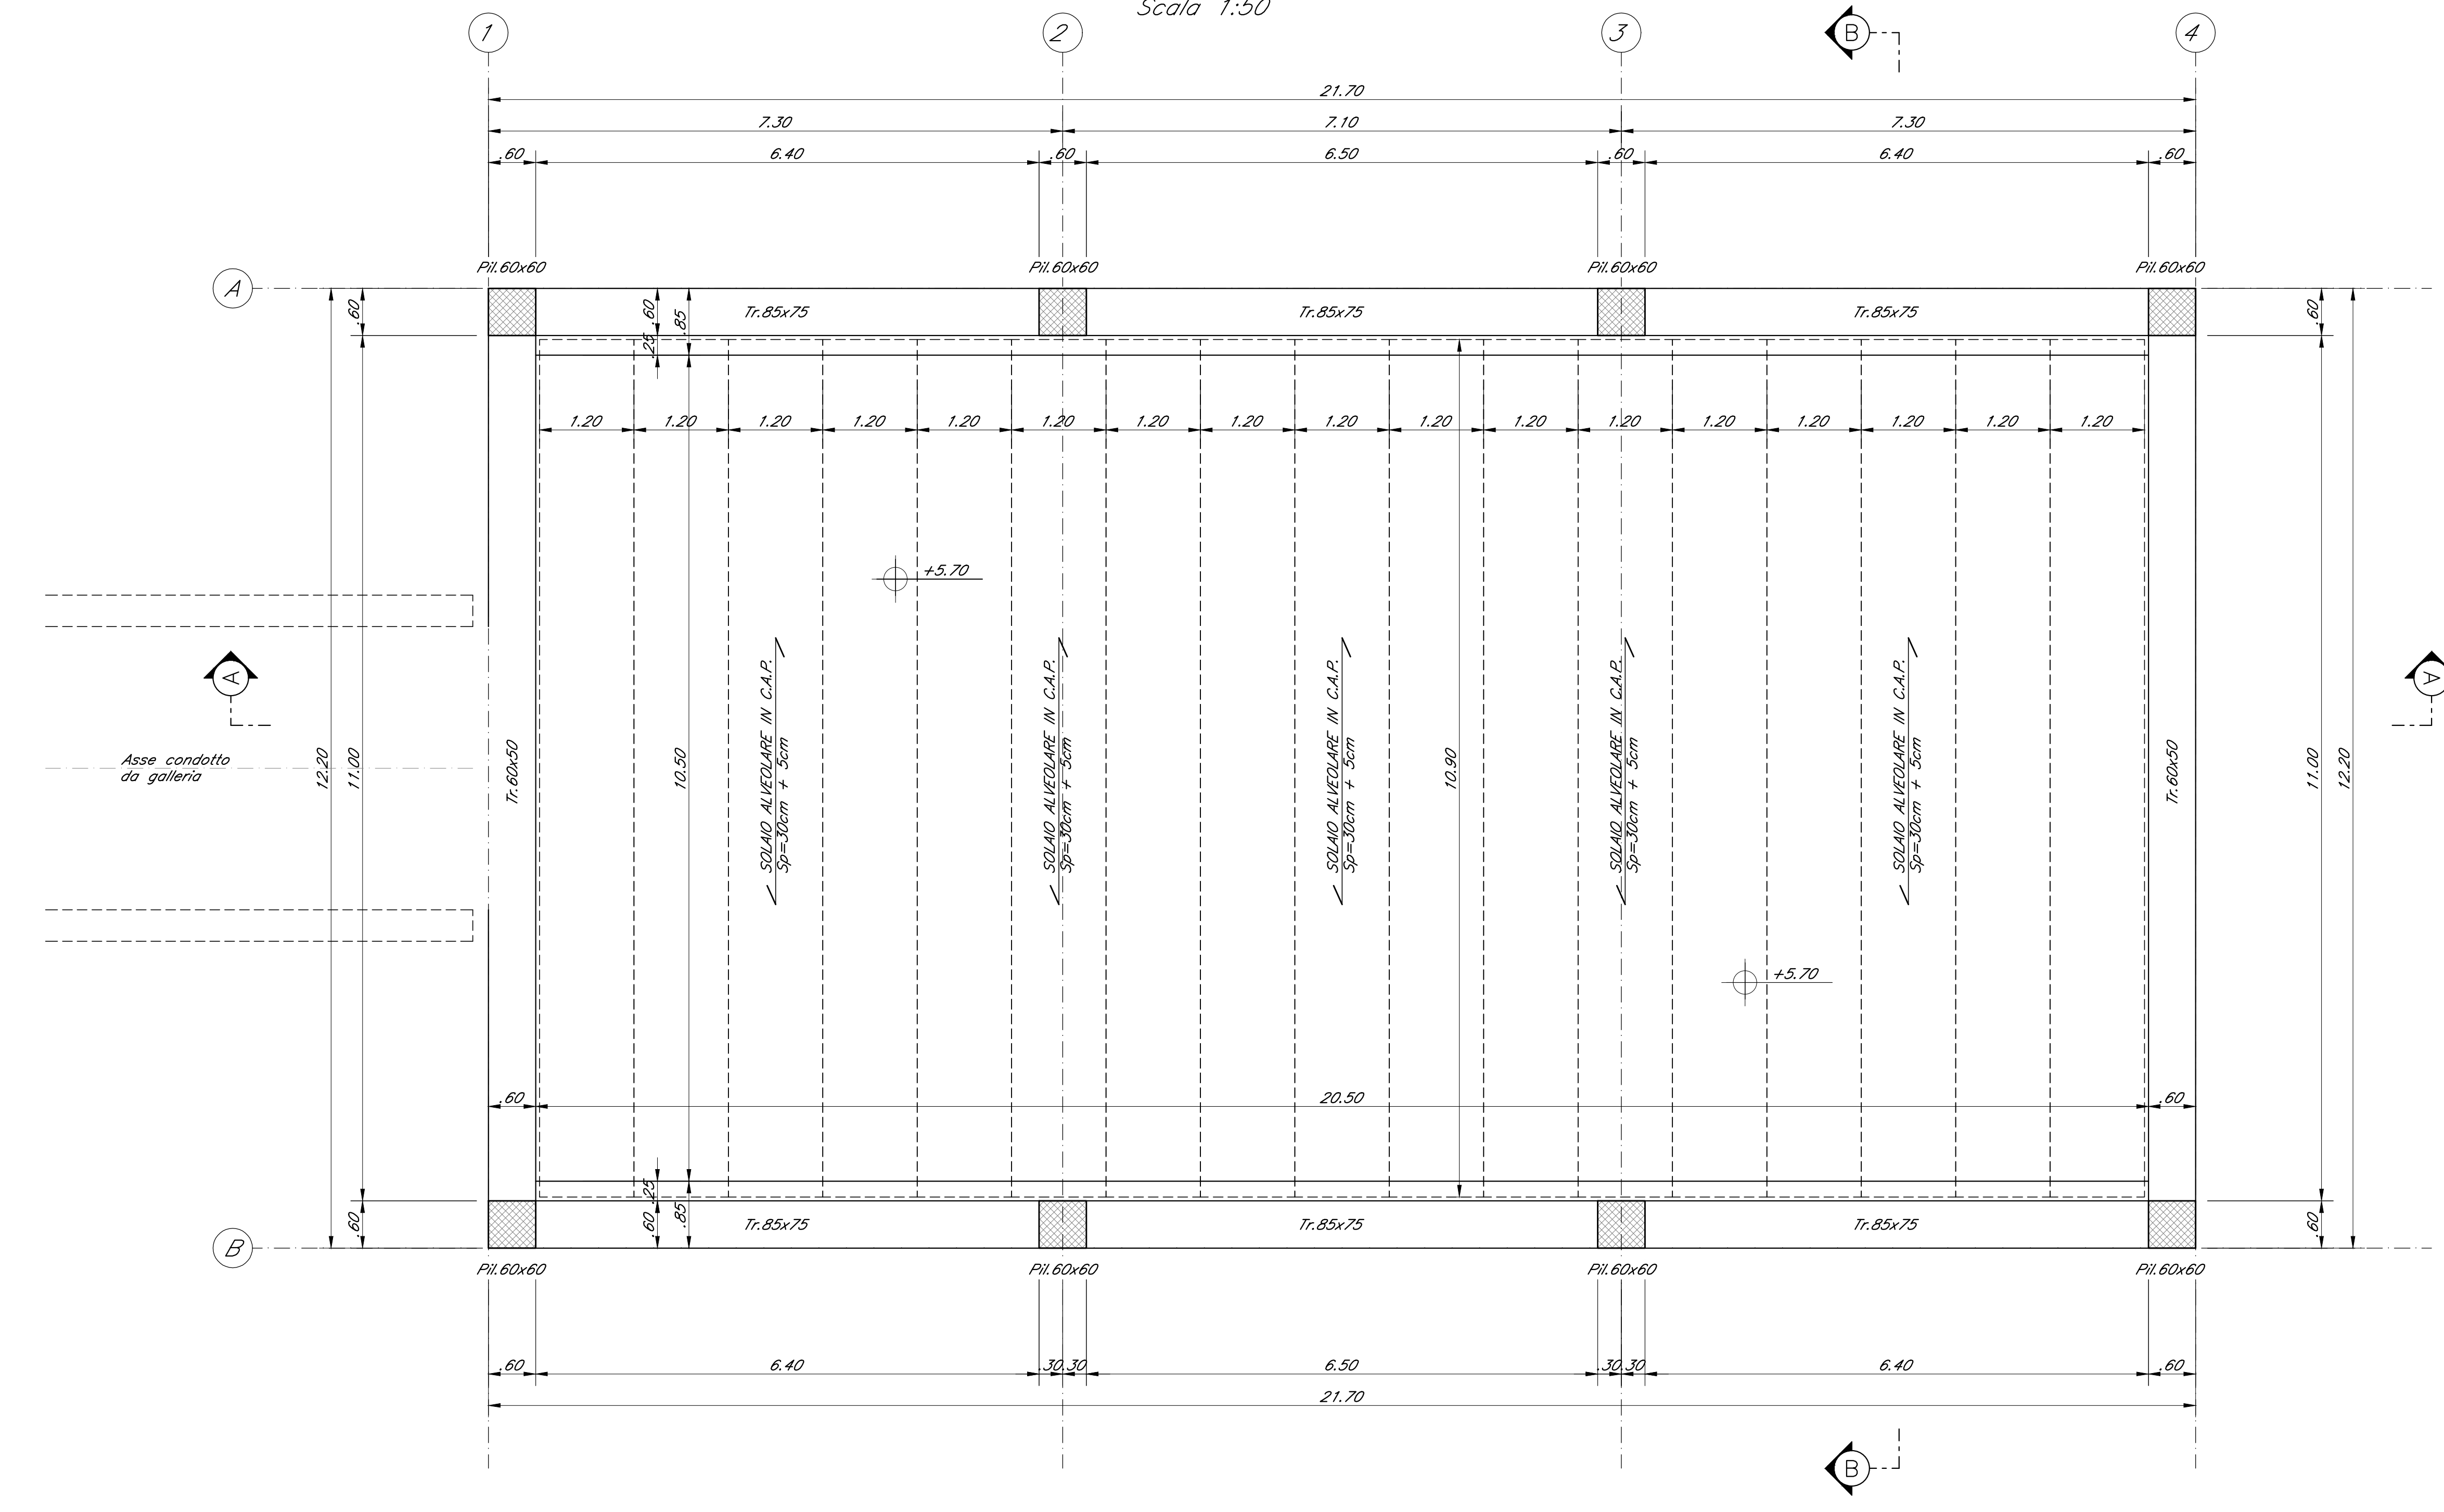 Scala 1:50
1 2 3 B 4
21.70
7.30 7.10 7.30
.60 6.40 .60 6.50 .60 6.40 .60
Pil.60x60 Pil.60x60 Pil.60x60 Pil.60x60
A
.60 .60 .85 Tr.85x75 Tr.85x75 Tr.85x75 .60
.25
1.20 1.20 1.20 1.20 1.20 1.20 1.20 1.20 1.20 1.20 1.20 1.20 1.20 1.20 1.20 1.20 1.20
+5.70
A A
Asse condotto
da galleria
12.20 11.00 Tr.60x50 10.50
SOLAIO ALVEOLARE IN C.A.P.
Sp=30cm + 5cm
SOLAIO ALVEOLARE IN C.A.P.
Sp=30cm + 5cm
SOLAIO ALVEOLARE IN C.A.P.
Sp=30cm + 5cm
10.90
SOLAIO ALVEOLARE IN C.A.P.
Sp=30cm + 5cm
SOLAIO ALVEOLARE IN C.A.P.
Sp=30cm + 5cm
Tr.60x50 11.00 12.20
+5.70
.60 20.50 .60
.25
.60 .60 .85 Tr.85x75 Tr.85x75 Tr.85x75 .60
B
Pil.60x60 Pil.60x60 Pil.60x60 Pil.60x60
.60 6.40 .30 .30 6.50 .30 .30 6.40 .60
21.70
B